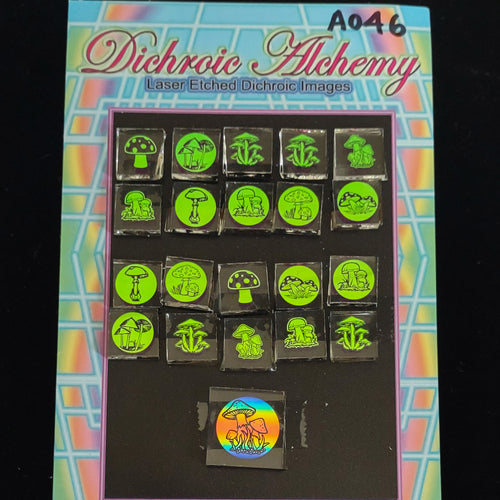 A046
Dichroic Alchemy
Laser Etched Dichroic Images